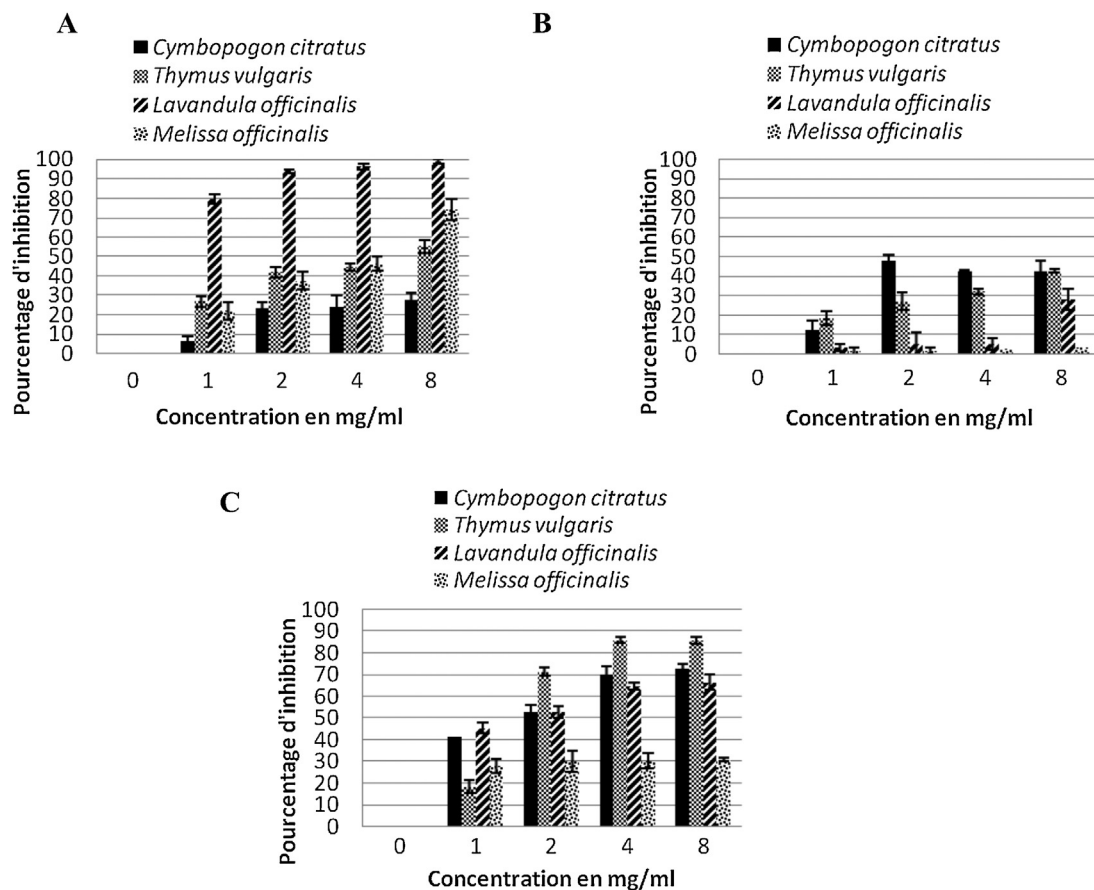 A
Cymbopogon citratus
Thymus vulgaris
Lavandula officinalis
Melissa officinalis
Pourcentage d'inhibition
100
90
80
70
60
50
40
30
20
10
0
0 1 2 4 8
Concentration en mg/ml
B
Cymbopogon citratus
Thymus vulgaris
Lavandula officinalis
Melissa officinalis
Pourcentage d'inhibition
100
90
80
70
60
50
40
30
20
10
0
0 1 2 4 8
Concentration en mg/ml
C
Cymbopogon citratus
Thymus vulgaris
Lavandula officinalis
Melissa officinalis
Pourcentage d'inhibition
100
90
80
70
60
50
40
30
20
10
0
0 1 2 4 8
Concentration en mg/ml